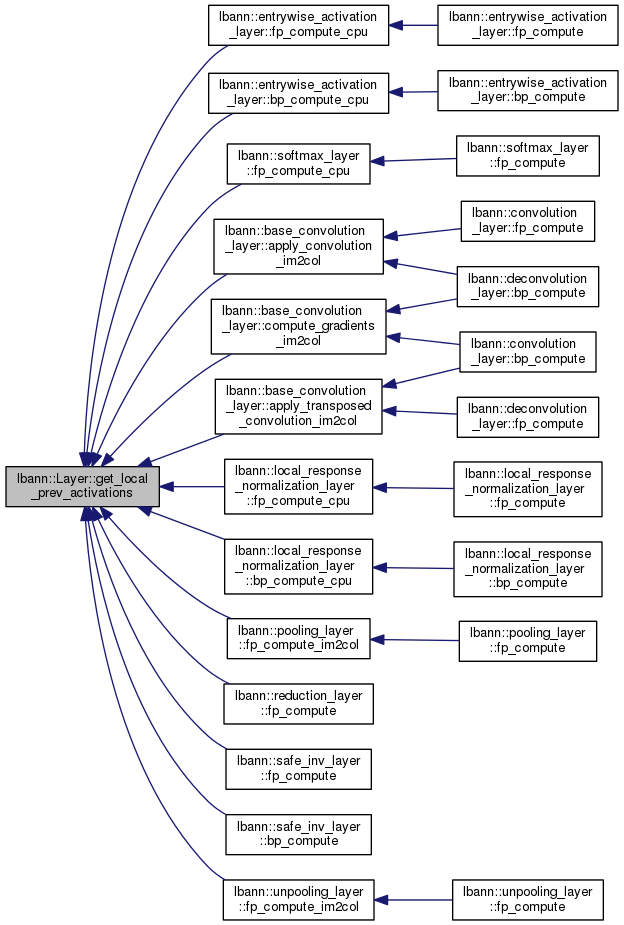 lbann::entrywise_activation
_layer::fp_compute_cpu
lbann::entrywise_activation
_layer::fp_compute
lbann::entrywise_activation
_layer::bp_compute_cpu
lbann::entrywise_activation
_layer::bp_compute
lbann::softmax_layer
::fp_compute_cpu
lbann::softmax_layer
::fp_compute
lbann::base_convolution
_layer::apply_convolution
_im2col
lbann::convolution
_layer::fp_compute
lbann::deconvolution
_layer::bp_compute
lbann::base_convolution
_layer::compute_gradients
_im2col
lbann::convolution
_layer::bp_compute
lbann::base_convolution
_layer::apply_transposed
_convolution_im2col
lbann::deconvolution
_layer::fp_compute
lbann::Layer::get_local
_prev_activations
lbann::local_response
_normalization_layer
::fp_compute_cpu
lbann::local_response
_normalization_layer
::fp_compute
lbann::local_response
_normalization_layer
::bp_compute_cpu
lbann::local_response
_normalization_layer
::bp_compute
lbann::pooling_layer
::fp_compute_im2col
lbann::pooling_layer
::fp_compute
lbann::reduction_layer
::fp_compute
lbann::safe_inv_layer
::fp_compute
lbann::safe_inv_layer
::bp_compute
lbann::unpooling_layer
::fp_compute_im2col
lbann::unpooling_layer
::fp_compute